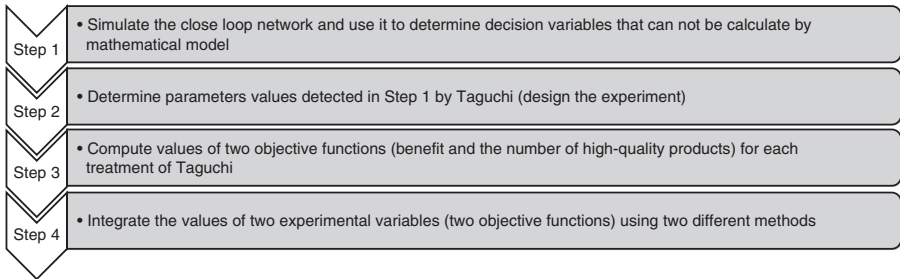 Step 1
• Simulate the close loop network and use it to determine decision variables that can not be calculate by
mathematical model
Step 2
• Determine parameters values detected in Step 1 by Taguchi (design the experiment)
Step 3
• Compute values of two objective functions (benefit and the number of high-quality products) for each
treatment of Taguchi
Step 4
• Integrate the values of two experimental variables (two objective functions) using two different methods